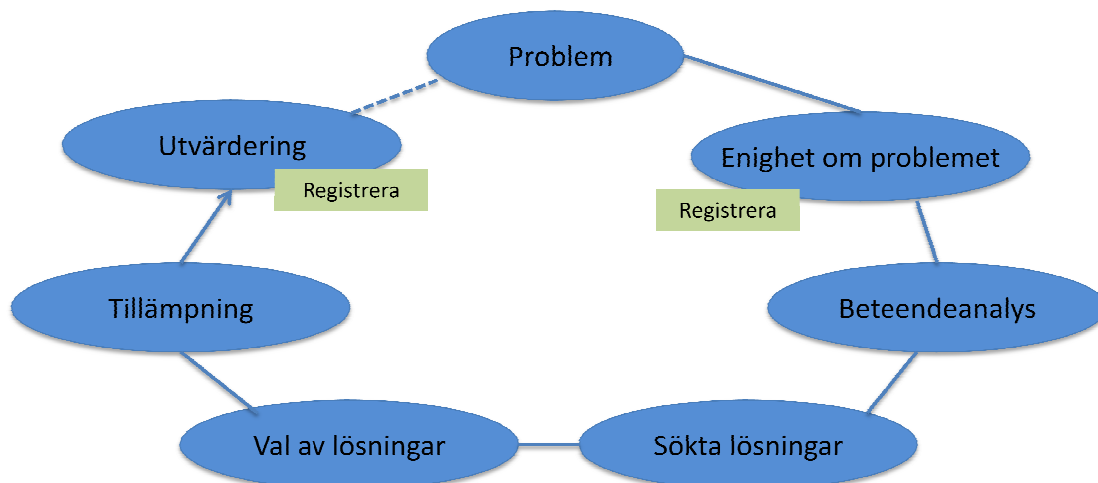 Problem
Utvärdering
Enighet om problemet
Registrera
Registrera
Tillämpning
Beteendeanalys
Val av lösningar
Sökta lösningar